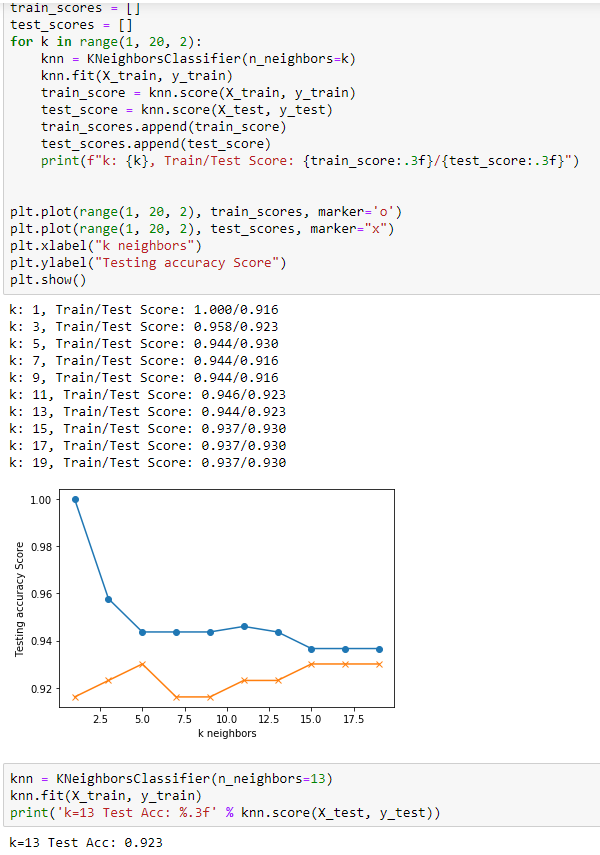 train_scores = []
test_scores = []
for k in range(1, 20, 2):
    knn = KNeighborsClassifier(n_neighbors=k)
    knn.fit(X_train, y_train)
    train_score = knn.score(X_train, y_train)
    test_score = knn.score(X_test, y_test)
    train_scores.append(train_score)
    test_scores.append(test_score)
    print(f"k: {k}, Train/Test Score: {train_score:.3f}/{test_score:.3f}")
plt.plot(range(1, 20, 2), train_scores, marker='o')
plt.plot(range(1, 20, 2), test_scores, marker="x")
plt.xlabel("k neighbors")
plt.ylabel("Testing accuracy Score")
plt.show()
k: 1, Train/Test Score: 1.000/0.916
k: 3, Train/Test Score: 0.958/0.923
k: 5, Train/Test Score: 0.944/0.930
k: 7, Train/Test Score: 0.944/0.916
k: 9, Train/Test Score: 0.944/0.916
k: 11, Train/Test Score: 0.946/0.923
k: 13, Train/Test Score: 0.944/0.923
k: 15, Train/Test Score: 0.937/0.930
k: 17, Train/Test Score: 0.937/0.930
k: 19, Train/Test Score: 0.937/0.930
Testing accuracy Score
1.00
0.98
0.96
0.94
0.92
2.5 5.0 7.5 10.0 12.5 15.0 17.5
k neighbors
knn = KNeighborsClassifier(n_neighbors=13)
knn.fit(X_train, y_train)
print('k=13 Test Acc: %.3f' % knn.score(X_test, y_test))
k=13 Test Acc: 0.923